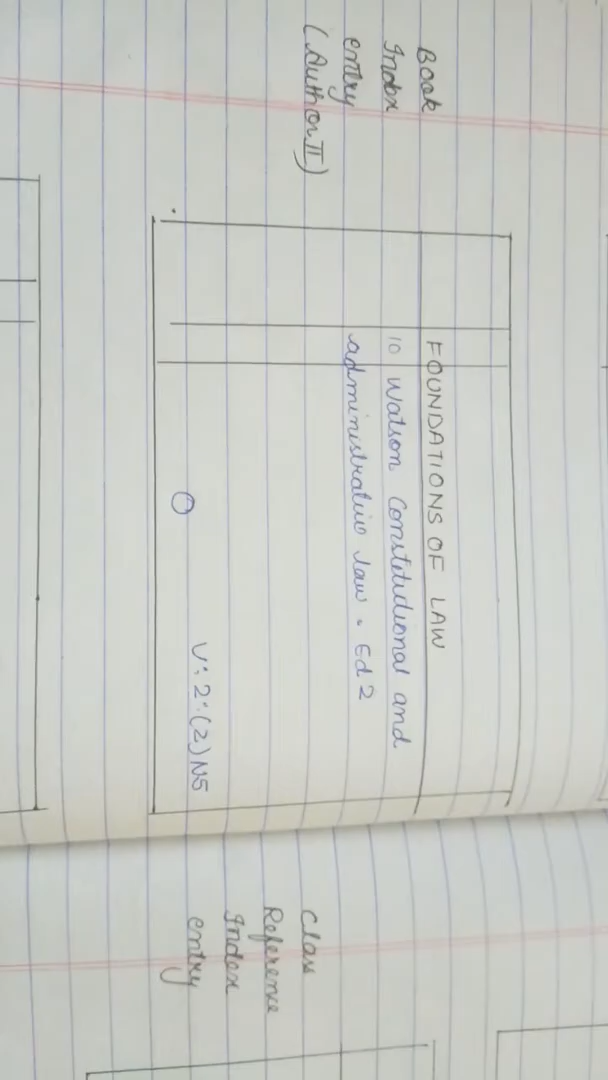 Book
Index
entry
(Author II)
FOUNDATIONS OF LAW
10 Watson. Constitutional and
administrative law. Ed 2
V:2:(2) N5
Class
Reference
Index
entry